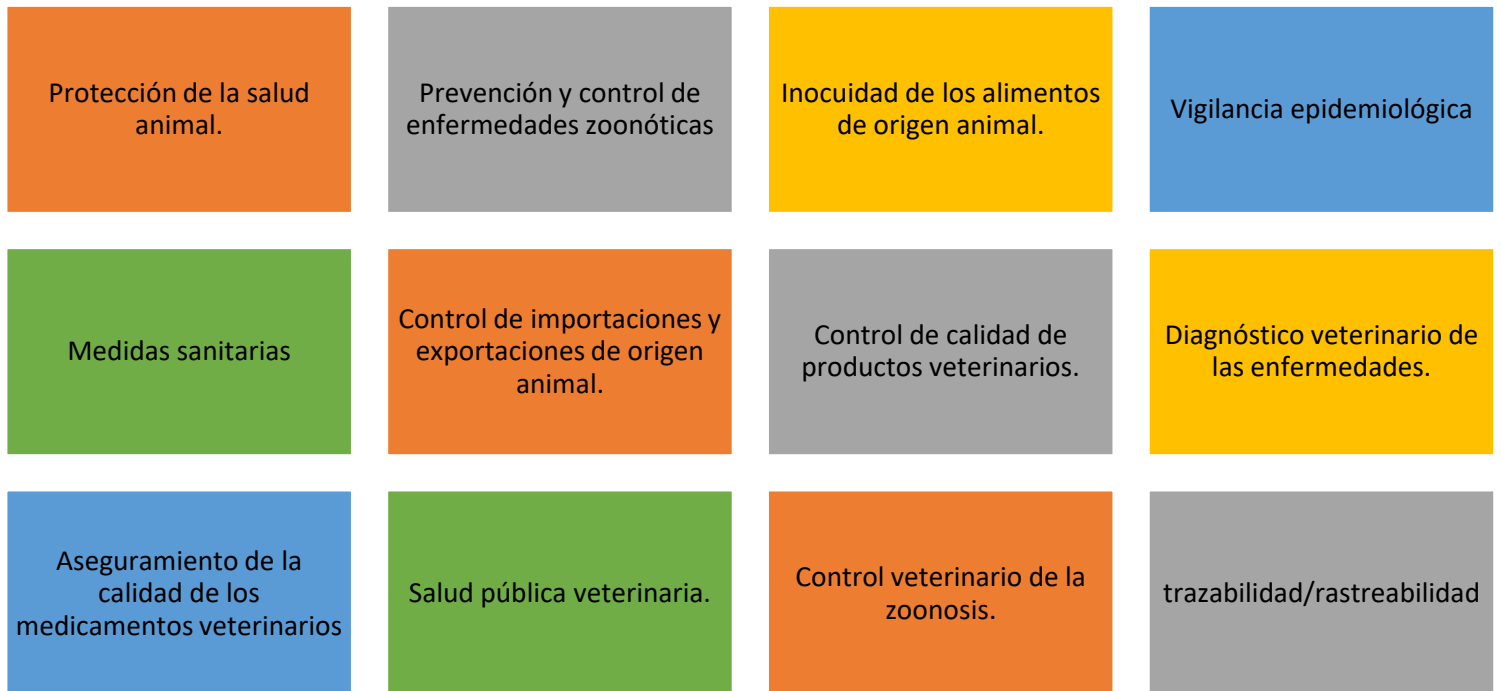 Protección de la salud
animal.
Prevención y control de
enfermedades zoonóticas
Inocuidad de los alimentos
de origen animal.
Vigilancia epidemiológica
Medidas sanitarias
Control de importaciones y
exportaciones de origen
animal.
Control de calidad de
productos veterinarios.
Diagnóstico veterinario de
las enfermedades.
Aseguramiento de la
calidad de los
medicamentos veterinarios
Salud pública veterinaria.
Control veterinario de la
zoonosis.
trazabilidad/rastreabilidad